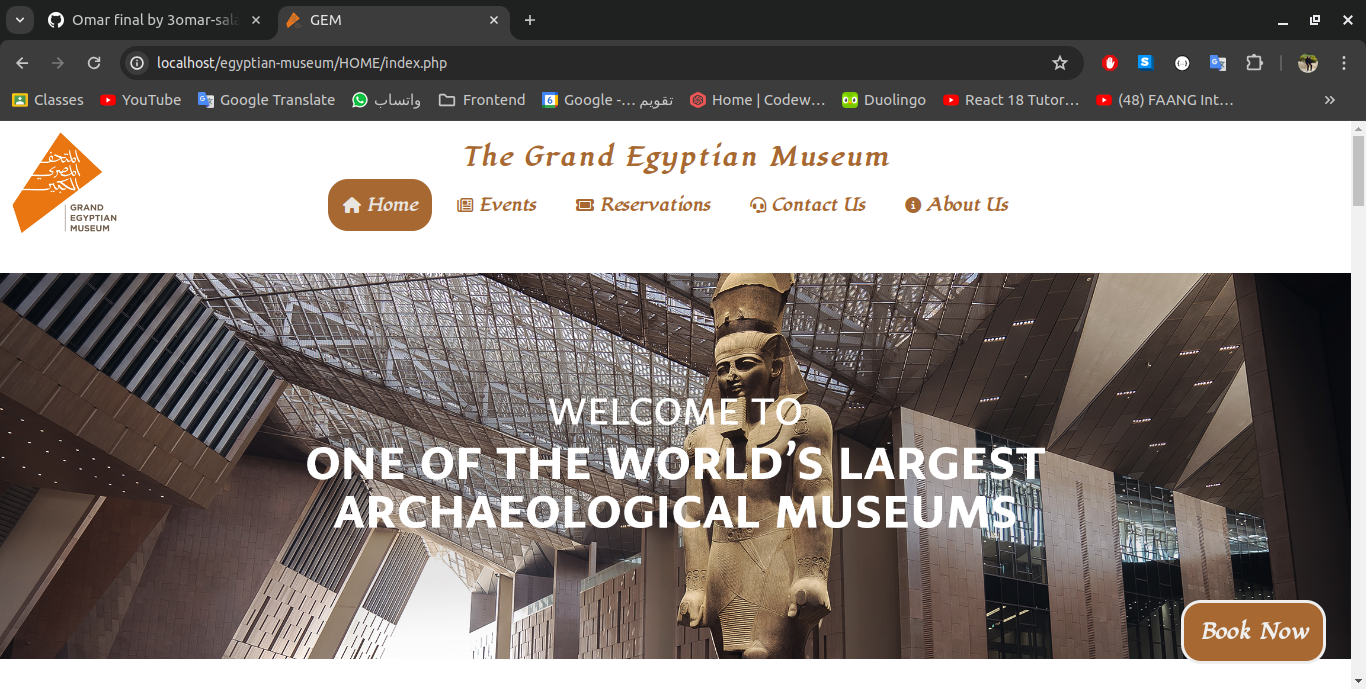 Omar final by 3omar-sala
GEM
localhost/egyptian-museum/HOME/index.php
Classes
YouTube
Google Translate
واتساب
Frontend
Google -... تقويم
Home | Codew...
Duolingo
React 18 Tutor...
(48) FAANG Int...
المتحف
المصري
الكبير
GRAND
EGYPTIAN
MUSEUM
The Grand Egyptian Museum
Home
Events
Reservations
Contact Us
About Us
WELCOME TO
ONE OF THE WORLD'S LARGEST
ARCHAEOLOGICAL MUSEUMS
Book Now